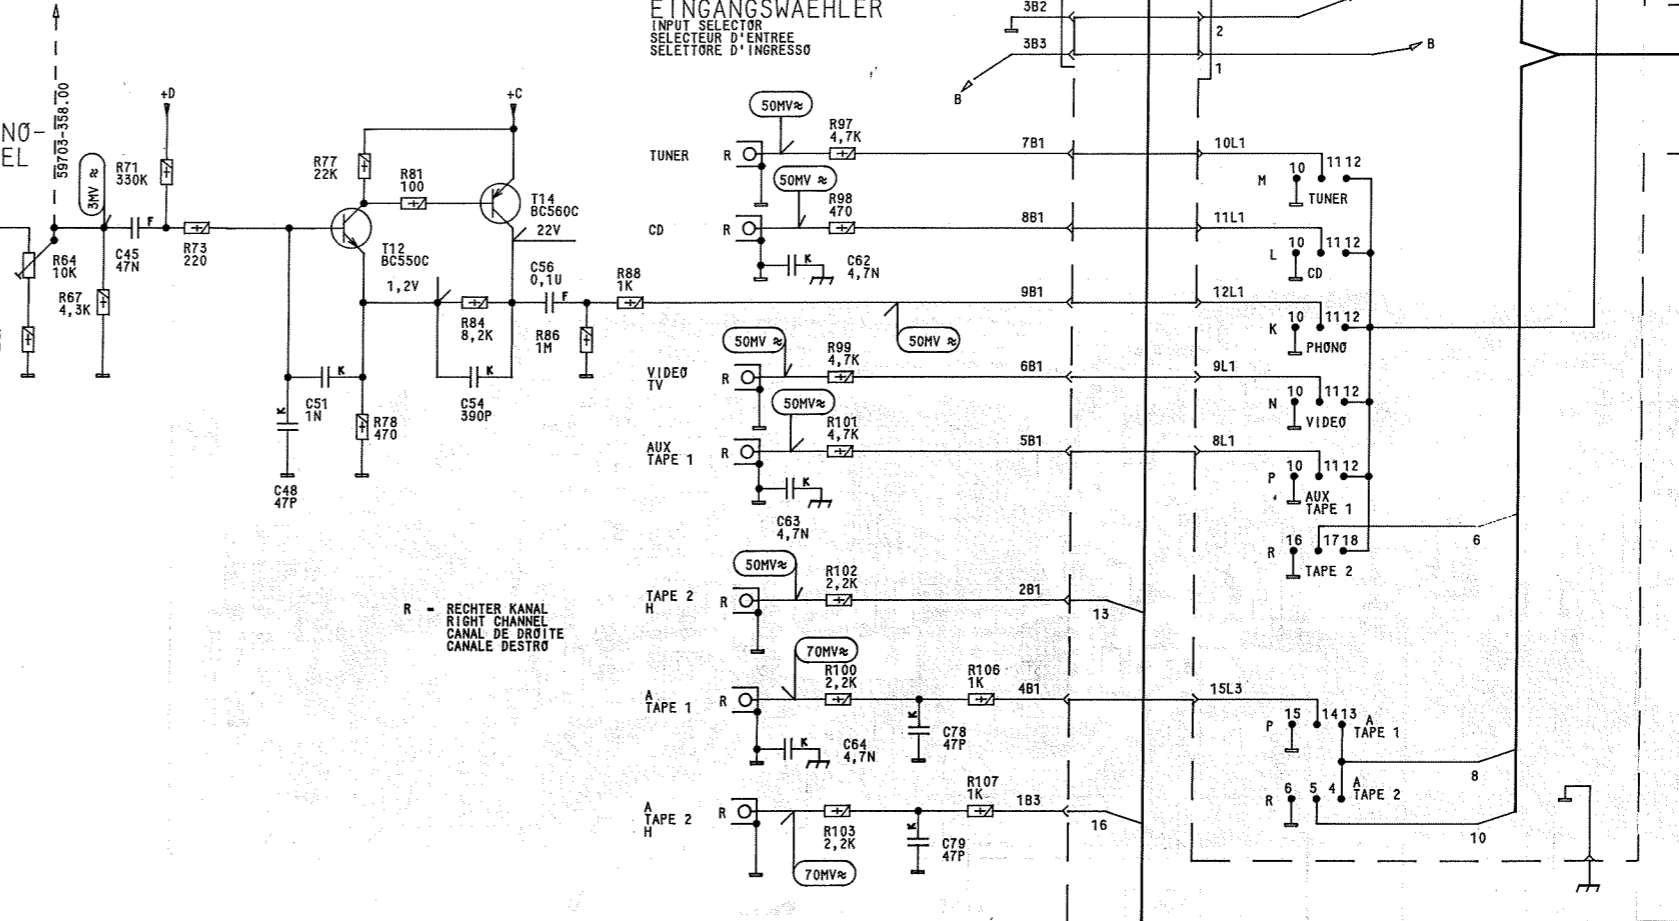 EINGANGSWAEHLER
INPUT SELECTOR
SELECTEUR D'ENTREE
SELETTORE D'INGRESSO
3B2
2
3B3
1
B
B
59703-358.00
NO-
EL
3MV ≈
+D
R71
330K
F
R64
10K
C45
47N
R73
220
R67
4,3K
+C
R77
22K
R81
100
T14
BC560C
22V
T12
BC550C
1,2V
C56
0,1U
F
R88
1K
R84
8,2K
R86
1M
K
C51
1N
K
C54
390P
K
R78
470
C48
47P
R - RECHTER KANAL
RIGHT CHANNEL
CANAL DE DROITE
CANALE DESTRO
50MV≈
R97
4,7K
TUNER
R
7B1
10L1
50MV ≈
R98
470
CD
R
8B1
11L1
K
C62
4,7N
9B1
12L1
50MV ≈
50MV ≈
R99
4,7K
VIDEO
TV
R
6B1
9L1
50MV≈
R101
4,7K
AUX
TAPE 1
R
5B1
8L1
K
C63
4,7N
50MV≈
R102
2,2K
TAPE 2
H
R
2B1
13
70MV≈
R100
2,2K
R106
1K
A
TAPE 1
R
4B1
15L3
K
C64
4,7N
K
C78
47P
A
TAPE 2
H
R
R107
1K
1B3
16
R103
2,2K
K
C79
47P
70MV≈
M
10 11 12
TUNER
L
10 11 12
CD
K
10 11 12
PHONO
N
10 11 12
VIDEO
P
10 11 12
AUX
TAPE 1
6
R
16 17 18
TAPE 2
P
15 14 13
A
TAPE 1
8
R
6 5 4
A
TAPE 2
10